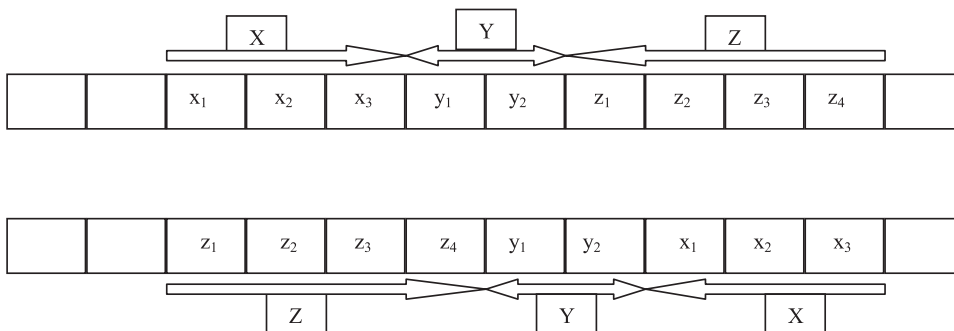 X Y Z
x₁ x₂ x₃ y₁ y₂ z₁ z₂ z₃ z₄
z₁ z₂ z₃ z₄ y₁ y₂ x₁ x₂ x₃
Z Y X